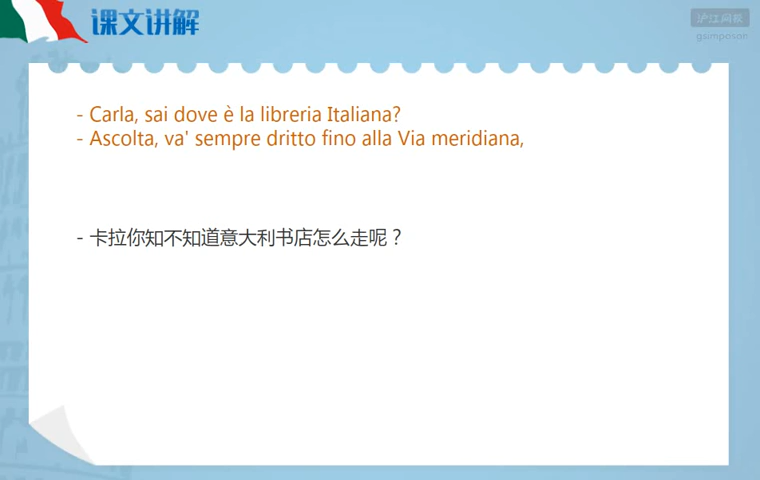 课文讲解
沪江网校
gsimposon
- Carla, sai dove è la libreria Italiana?
- Ascolta, va' sempre dritto fino alla Via meridiana,
- 卡拉你知不知道意大利书店怎么走呢？